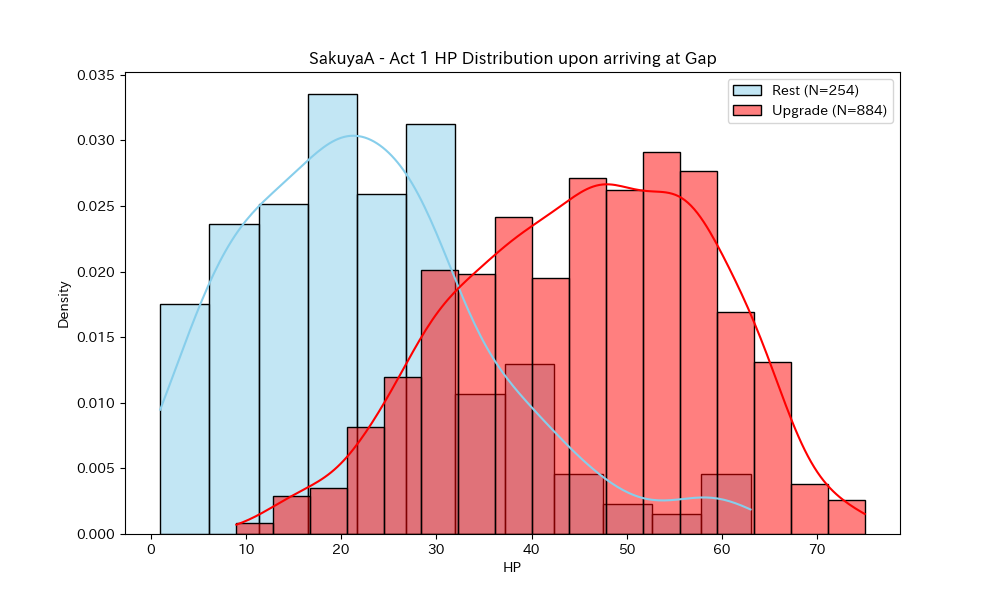 SakuyaA - Act 1 HP Distribution upon arriving at Gap
Rest (N=254)
Upgrade (N=884)
Density
0.035
0.030
0.025
0.020
0.015
0.010
0.005
0.000
0 10 20 30 40 50 60 70
HP